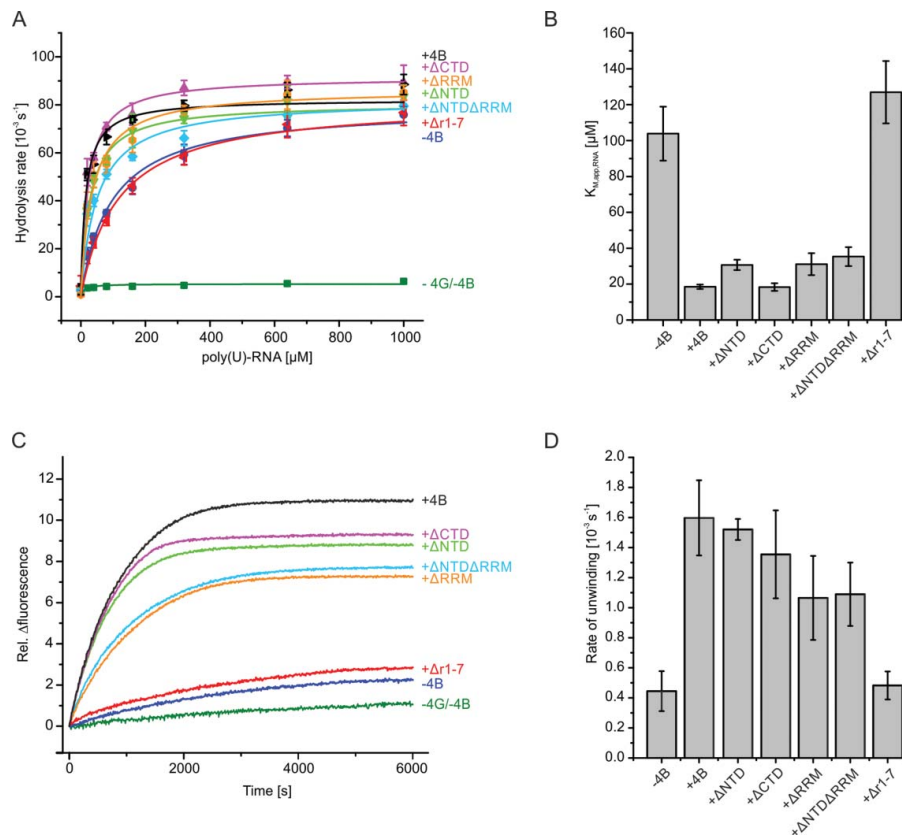 A
Hydrolysis rate [10⁻³ s⁻¹]
100
80
60
40
20
0
0
200
400
600
800
1000
poly(U)-RNA [µM]
+4B
+ΔCTD
+ΔRRM
+ΔNTD
+ΔNTDΔRRM
+Δr1-7
-4B
- 4G/-4B
B
K_M,app,RNA [µM]
160
140
120
100
80
60
40
20
0
-4B
+4B
+ΔNTD
+ΔCTD
+ΔRRM
+ΔNTDΔRRM
+Δr1-7
C
Rel. Δfluorescence
12
10
8
6
4
2
0
0
2000
4000
6000
Time [s]
+4B
+ΔCTD
+ΔNTD
+ΔNTDΔRRM
+ΔRRM
+Δr1-7
-4B
-4G/-4B
D
Rate of unwinding [10⁻³ s⁻¹]
2.0
1.8
1.6
1.4
1.2
1.0
0.8
0.6
0.4
0.2
0.0
-4B
+4B
+ΔNTD
+ΔCTD
+ΔRRM
+ΔNTDΔRRM
+Δr1-7